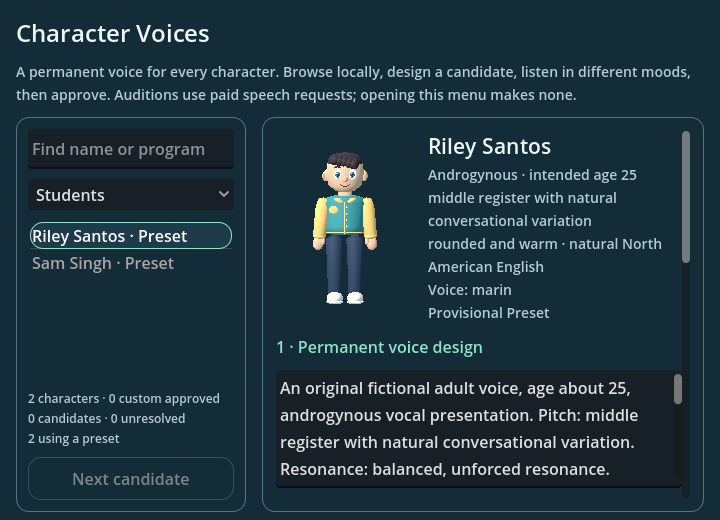 Character Voices
A permanent voice for every character. Browse locally, design a candidate, listen in different moods,
then approve. Auditions use paid speech requests; opening this menu makes none.
Find name or program
Students
Riley Santos · Preset
Sam Singh · Preset
2 characters · 0 custom approved
0 candidates · 0 unresolved
2 using a preset
Next candidate
Riley Santos
Androgynous · intended age 25
middle register with natural
conversational variation
rounded and warm · natural North
American English
Voice: marin
Provisional Preset
1 · Permanent voice design
An original fictional adult voice, age about 25,
androgynous vocal presentation. Pitch: middle
register with natural conversational variation.
Resonance: balanced, unforced resonance.